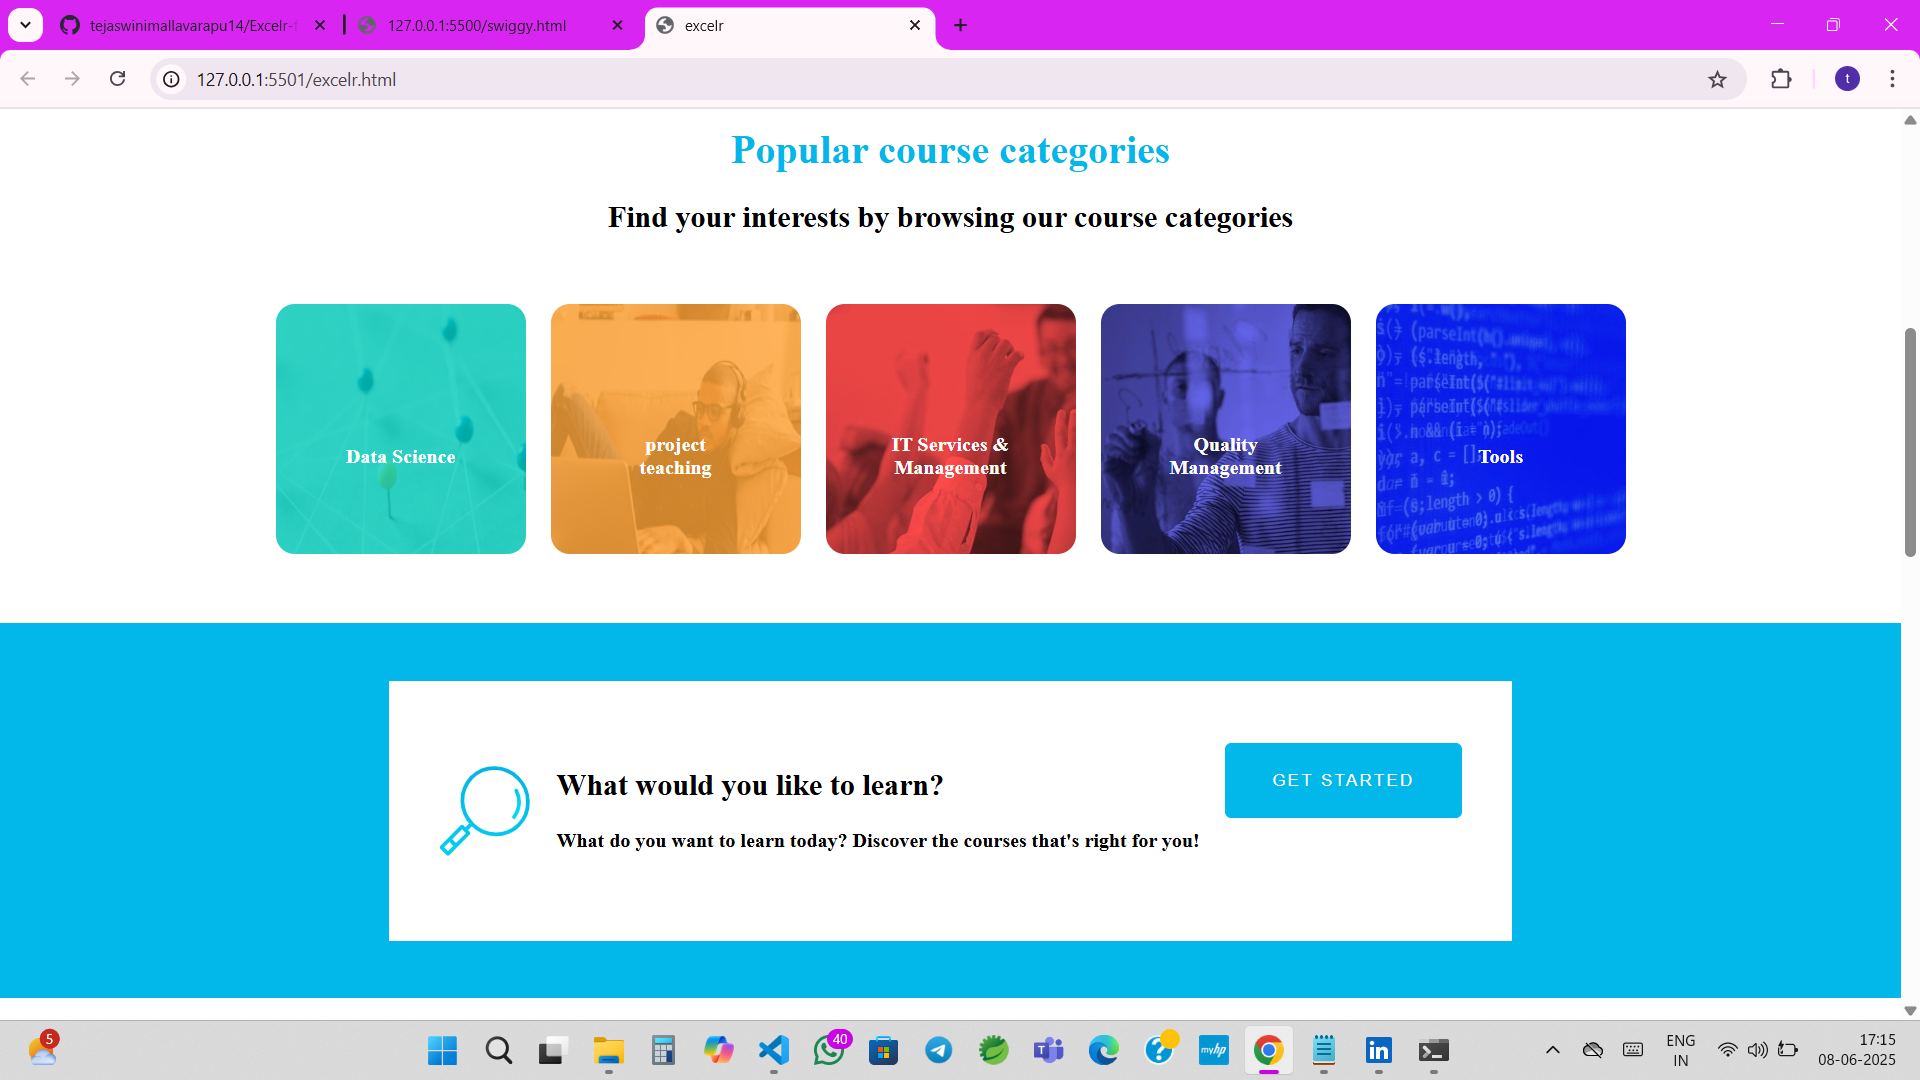 tejaswinimallavarapu14/Excelr-
127.0.0.1:5500/swiggy.html
excelr
127.0.0.1:5501/excelr.html
t
Popular course categories
Find your interests by browsing our course categories
Data Science
project
teaching
IT Services &
Management
Quality
Management
Tools
What would you like to learn?
What do you want to learn today? Discover the courses that's right for you!
GET STARTED
5
40
myhp
ENG
IN
17:15
08-06-2025